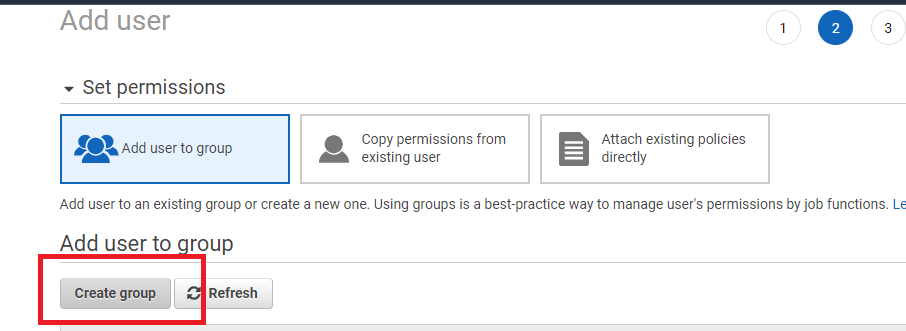 Add user
1 2 3
Set permissions
Add user to group
Copy permissions from
existing user
Attach existing policies
directly
Add user to an existing group or create a new one. Using groups is a best-practice way to manage user's permissions by job functions. Le
Add user to group
Create group
Refresh